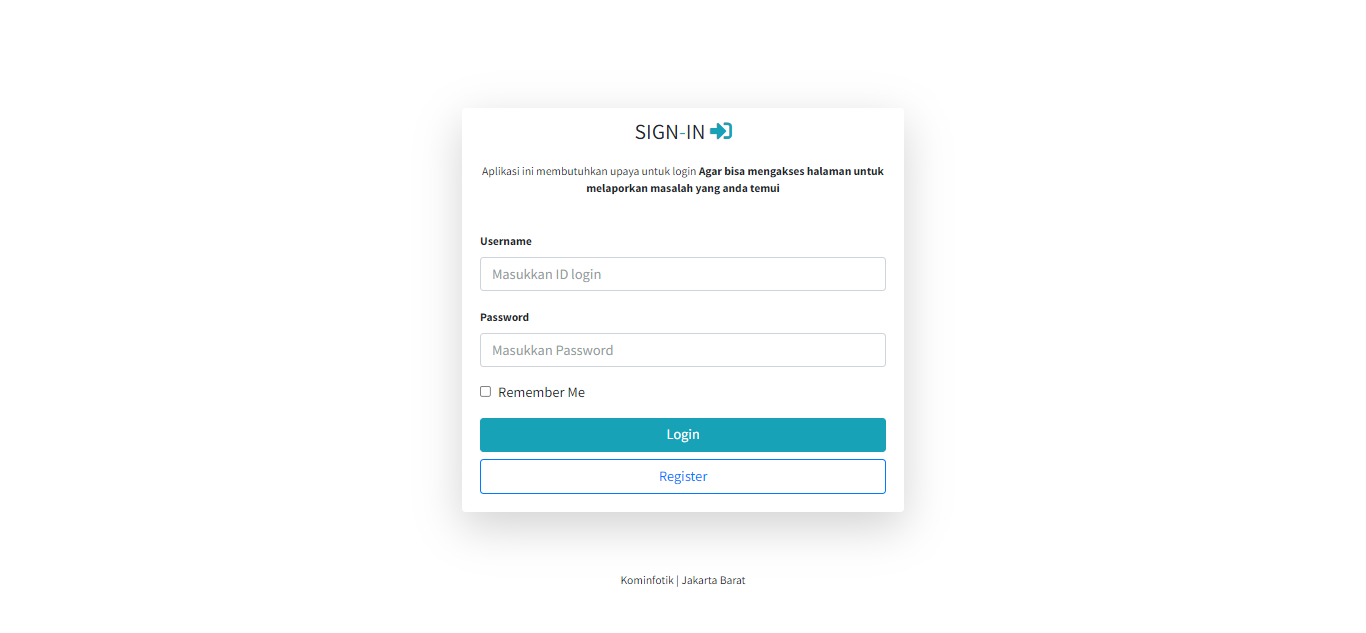 SIGN-IN
Aplikasi ini membutuhkan upaya untuk login Agar bisa mengakses halaman untuk
melaporkan masalah yang anda temui
Username
Masukkan ID login
Password
Masukkan Password
Remember Me
Login
Register
Kominfotik | Jakarta Barat